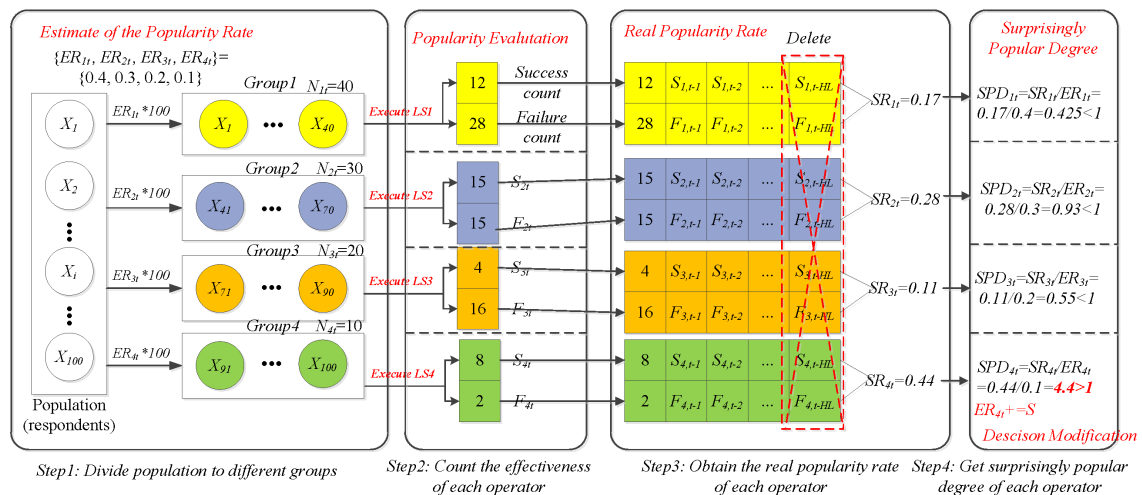 Estimate of the Popularity Rate
{ER1t, ER2t, ER3t, ER4t}=
{0.4, 0.3, 0.2, 0.1}
X1
X2
Xi
X100
Population
(respondents)
ER1t *100
ER2t *100
ER3t *100
ER4t *100
Group1 N1t=40
X1 X40
Group2 N2t=30
X41 X70
Group3 N3t=20
X71 X90
Group4 N4t=10
X91 X100
Execute LS1
Execute LS2
Execute LS3
Execute LS4
Step1: Divide population to different groups
Popularity Evalutation
12 Success
count
28 Failure
count
15 S2t
15 F2t
4 S3t
16 F3t
8 S4t
2 F4t
Step2: Count the effectiveness
of each operator
Real Popularity Rate
Delete
12 S1,t-1 S1,t-2 ... S1,t-HL
28 F1,t-1 F1,t-2 ... F1,t-HL
SR1t=0.17
15 S2,t-1 S2,t-2 ... S2,t-HL
15 F2,t-1 F2,t-2 ... F2,t-HL
SR2t=0.28
4 S3,t-1 S3,t-2 ... S3,t-HL
16 F3,t-1 F3,t-2 ... F3,t-HL
SR3t=0.11
8 S4,t-1 S4,t-2 ... S4,t-HL
2 F4,t-1 F4,t-2 ... F4,t-HL
SR4t=0.44
Step3: Obtain the real popularity rate
of each operator
Surprisingly
Popular Degree
SPD1t=SR1t/ER1t=
0.17/0.4=0.425<1
SPD2t=SR2t/ER2t=
0.28/0.3=0.93<1
SPD3t=SR3t/ER3t=
0.11/0.2=0.55<1
SPD4t=SR4t/ER4t
=0.44/0.1=4.4>1
ER4t+=S
Descison Modification
Step4: Get surprisingly popular
degree of each operator